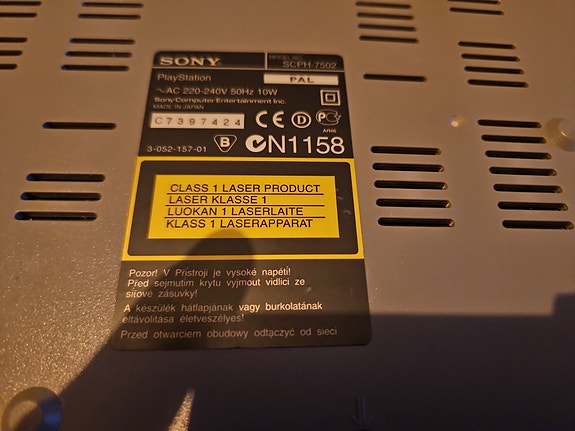 SONY
MODEL NO.
SCPH-7502
PlayStation
PAL
~AC 220-240V 50Hz 10W
Sony Computer Entertainment Inc.
MADE IN JAPAN
C7397424
CE D PC
АЯ46
3-052-157-01
B
N1158
CLASS 1 LASER PRODUCT
LASER KLASSE 1
LUOKAN 1 LASERLAITE
KLASS 1 LASERAPPARAT
Pozor! V Přístroji je vysoké napětí!
Před sejmutím krytu vyjmout vidlici ze
síťové zásuvky!
A készülék hátlapjának vagy burkolatának
eltávolítása életveszélyes!
Przed otwarciem obudowy odłączyć od sieci